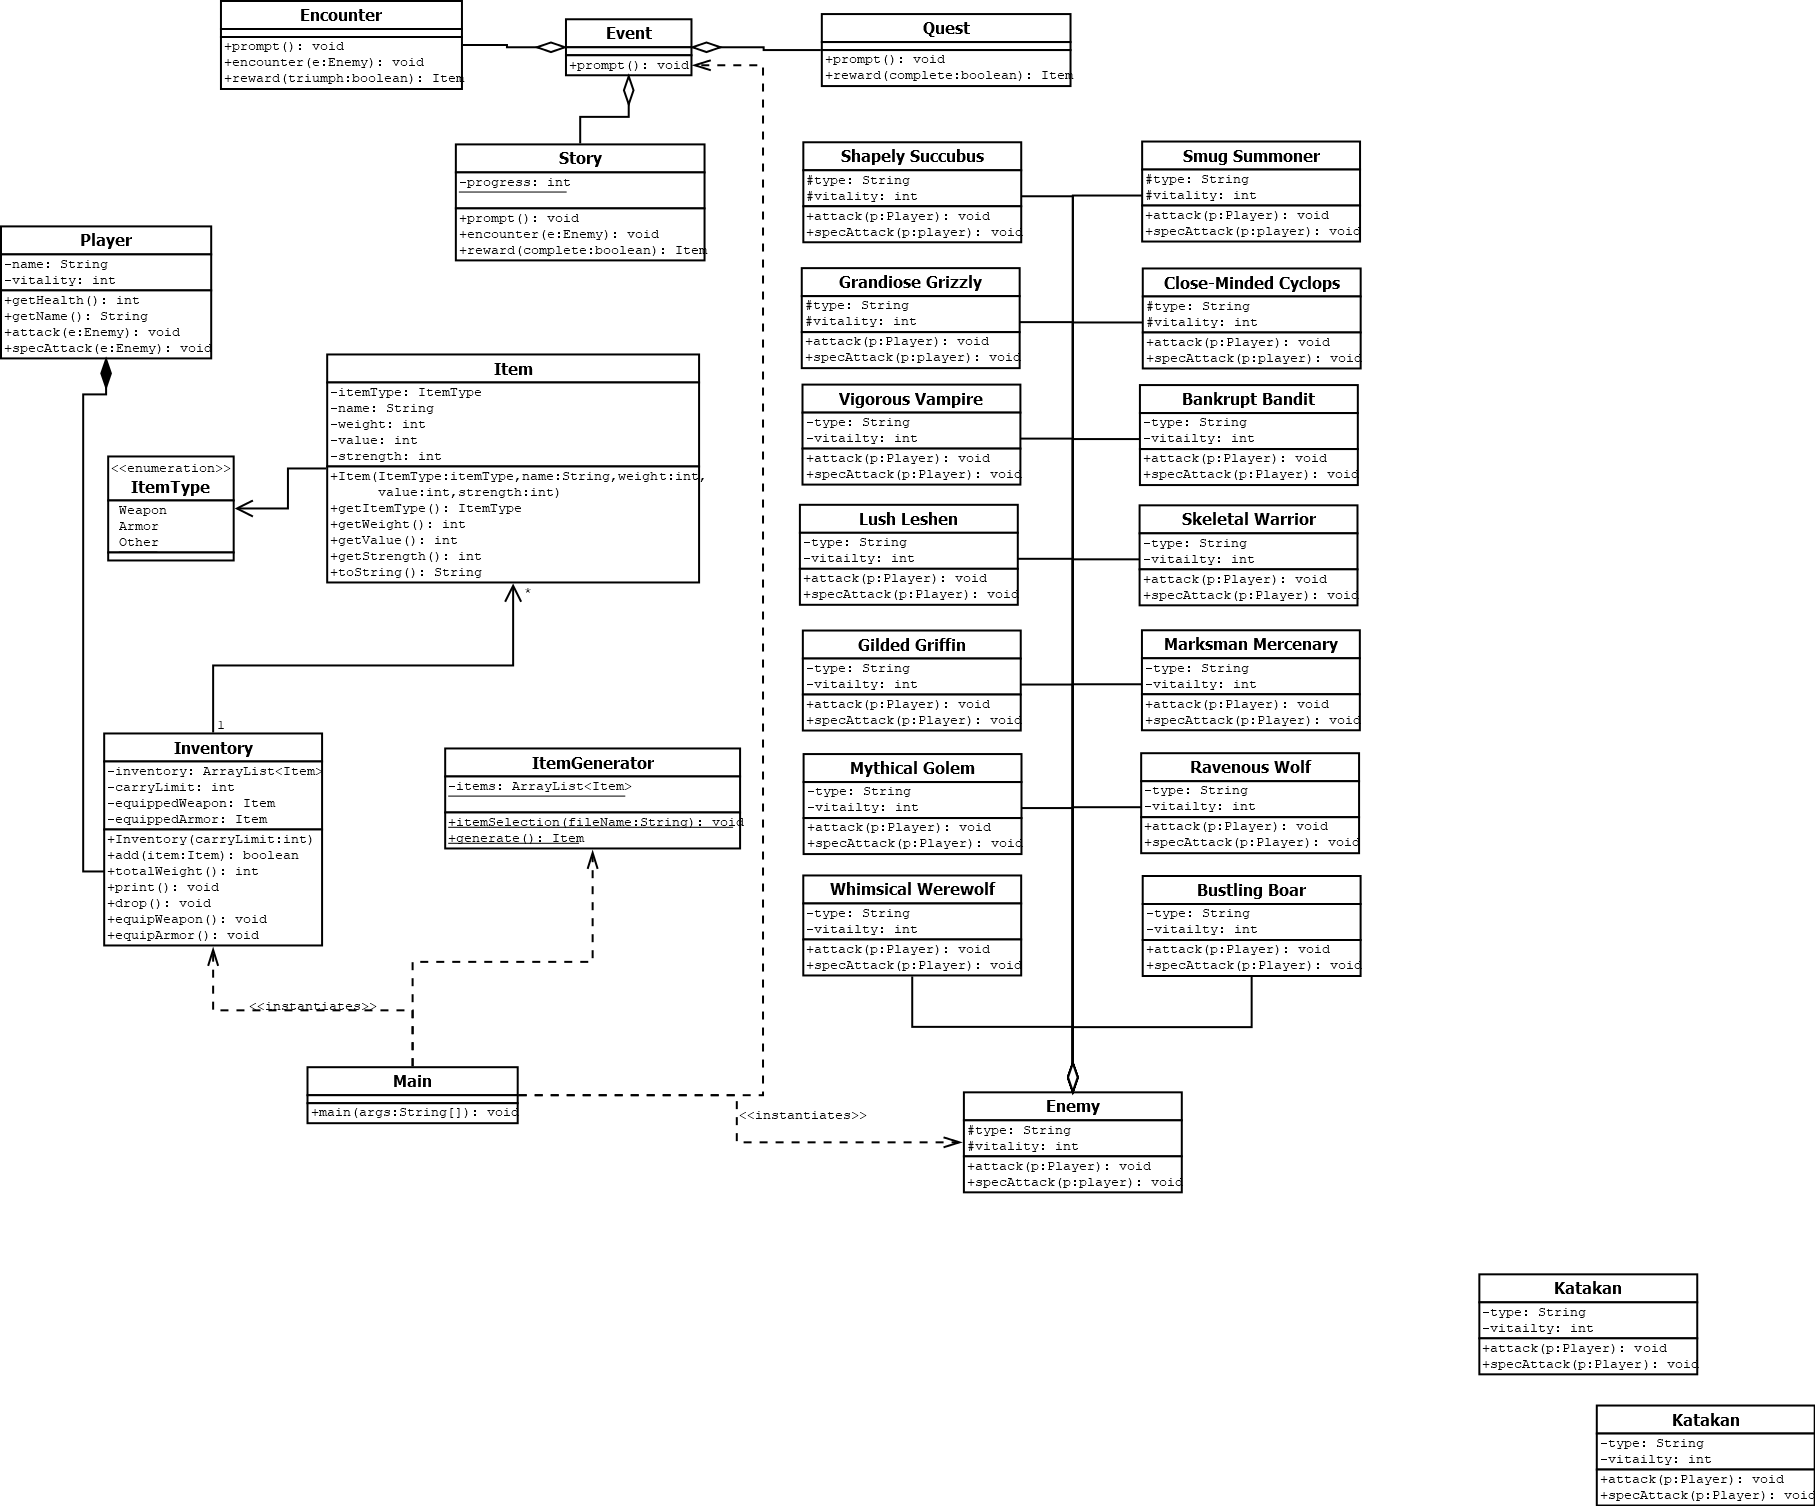 Encounter
+prompt(): void
+encounter(e:Enemy): void
+reward(triumph:boolean): Item
Event
+prompt(): void
Quest
+prompt(): void
+reward(complete:boolean): Item
Story
-progress: int
+prompt(): void
+encounter(e:Enemy): void
+reward(complete:boolean): Item
Player
-name: String
-vitality: int
+getHealth(): int
+getName(): String
+attack(e:Enemy): void
+specAttack(e:Enemy): void
Item
-itemType: ItemType
-name: String
-weight: int
-value: int
-strength: int
+Item(ItemType:itemType,name:String,weight:int,
value:int,strength:int)
+getItemType(): ItemType
+getWeight(): int
+getValue(): int
+getStrength(): int
+toString(): String
<<enumeration>>
ItemType
Weapon
Armor
Other
*
1
Inventory
-inventory: ArrayList<Item>
-carryLimit: int
-equippedWeapon: Item
-equippedArmor: Item
+Inventory(carryLimit:int)
+add(item:Item): boolean
+totalWeight(): int
+print(): void
+drop(): void
+equipWeapon(): void
+equipArmor(): void
ItemGenerator
-items: ArrayList<Item>
+itemSelection(fileName:String): void
+generate(): Item
<<instantiates>>
Main
+main(args:String[]): void
<<instantiates>>
Shapely Succubus
#type: String
#vitality: int
+attack(p:Player): void
+specAttack(p:player): void
Smug Summoner
#type: String
#vitality: int
+attack(p:Player): void
+specAttack(p:player): void
Grandiose Grizzly
#type: String
#vitality: int
+attack(p:Player): void
+specAttack(p:player): void
Close-Minded Cyclops
#type: String
#vitality: int
+attack(p:Player): void
+specAttack(p:player): void
Vigorous Vampire
-type: String
-vitailty: int
+attack(p:Player): void
+specAttack(p:Player): void
Bankrupt Bandit
-type: String
-vitailty: int
+attack(p:Player): void
+specAttack(p:Player): void
Lush Leshen
-type: String
-vitailty: int
+attack(p:Player): void
+specAttack(p:Player): void
Skeletal Warrior
-type: String
-vitailty: int
+attack(p:Player): void
+specAttack(p:Player): void
Gilded Griffin
-type: String
-vitailty: int
+attack(p:Player): void
+specAttack(p:Player): void
Marksman Mercenary
-type: String
-vitailty: int
+attack(p:Player): void
+specAttack(p:Player): void
Mythical Golem
-type: String
-vitailty: int
+attack(p:Player): void
+specAttack(p:Player): void
Ravenous Wolf
-type: String
-vitailty: int
+attack(p:Player): void
+specAttack(p:Player): void
Whimsical Werewolf
-type: String
-vitailty: int
+attack(p:Player): void
+specAttack(p:Player): void
Bustling Boar
-type: String
-vitailty: int
+attack(p:Player): void
+specAttack(p:Player): void
Enemy
#type: String
#vitality: int
+attack(p:Player): void
+specAttack(p:player): void
Katakan
-type: String
-vitailty: int
+attack(p:Player): void
+specAttack(p:Player): void
Katakan
-type: String
-vitailty: int
+attack(p:Player): void
+specAttack(p:Player): void